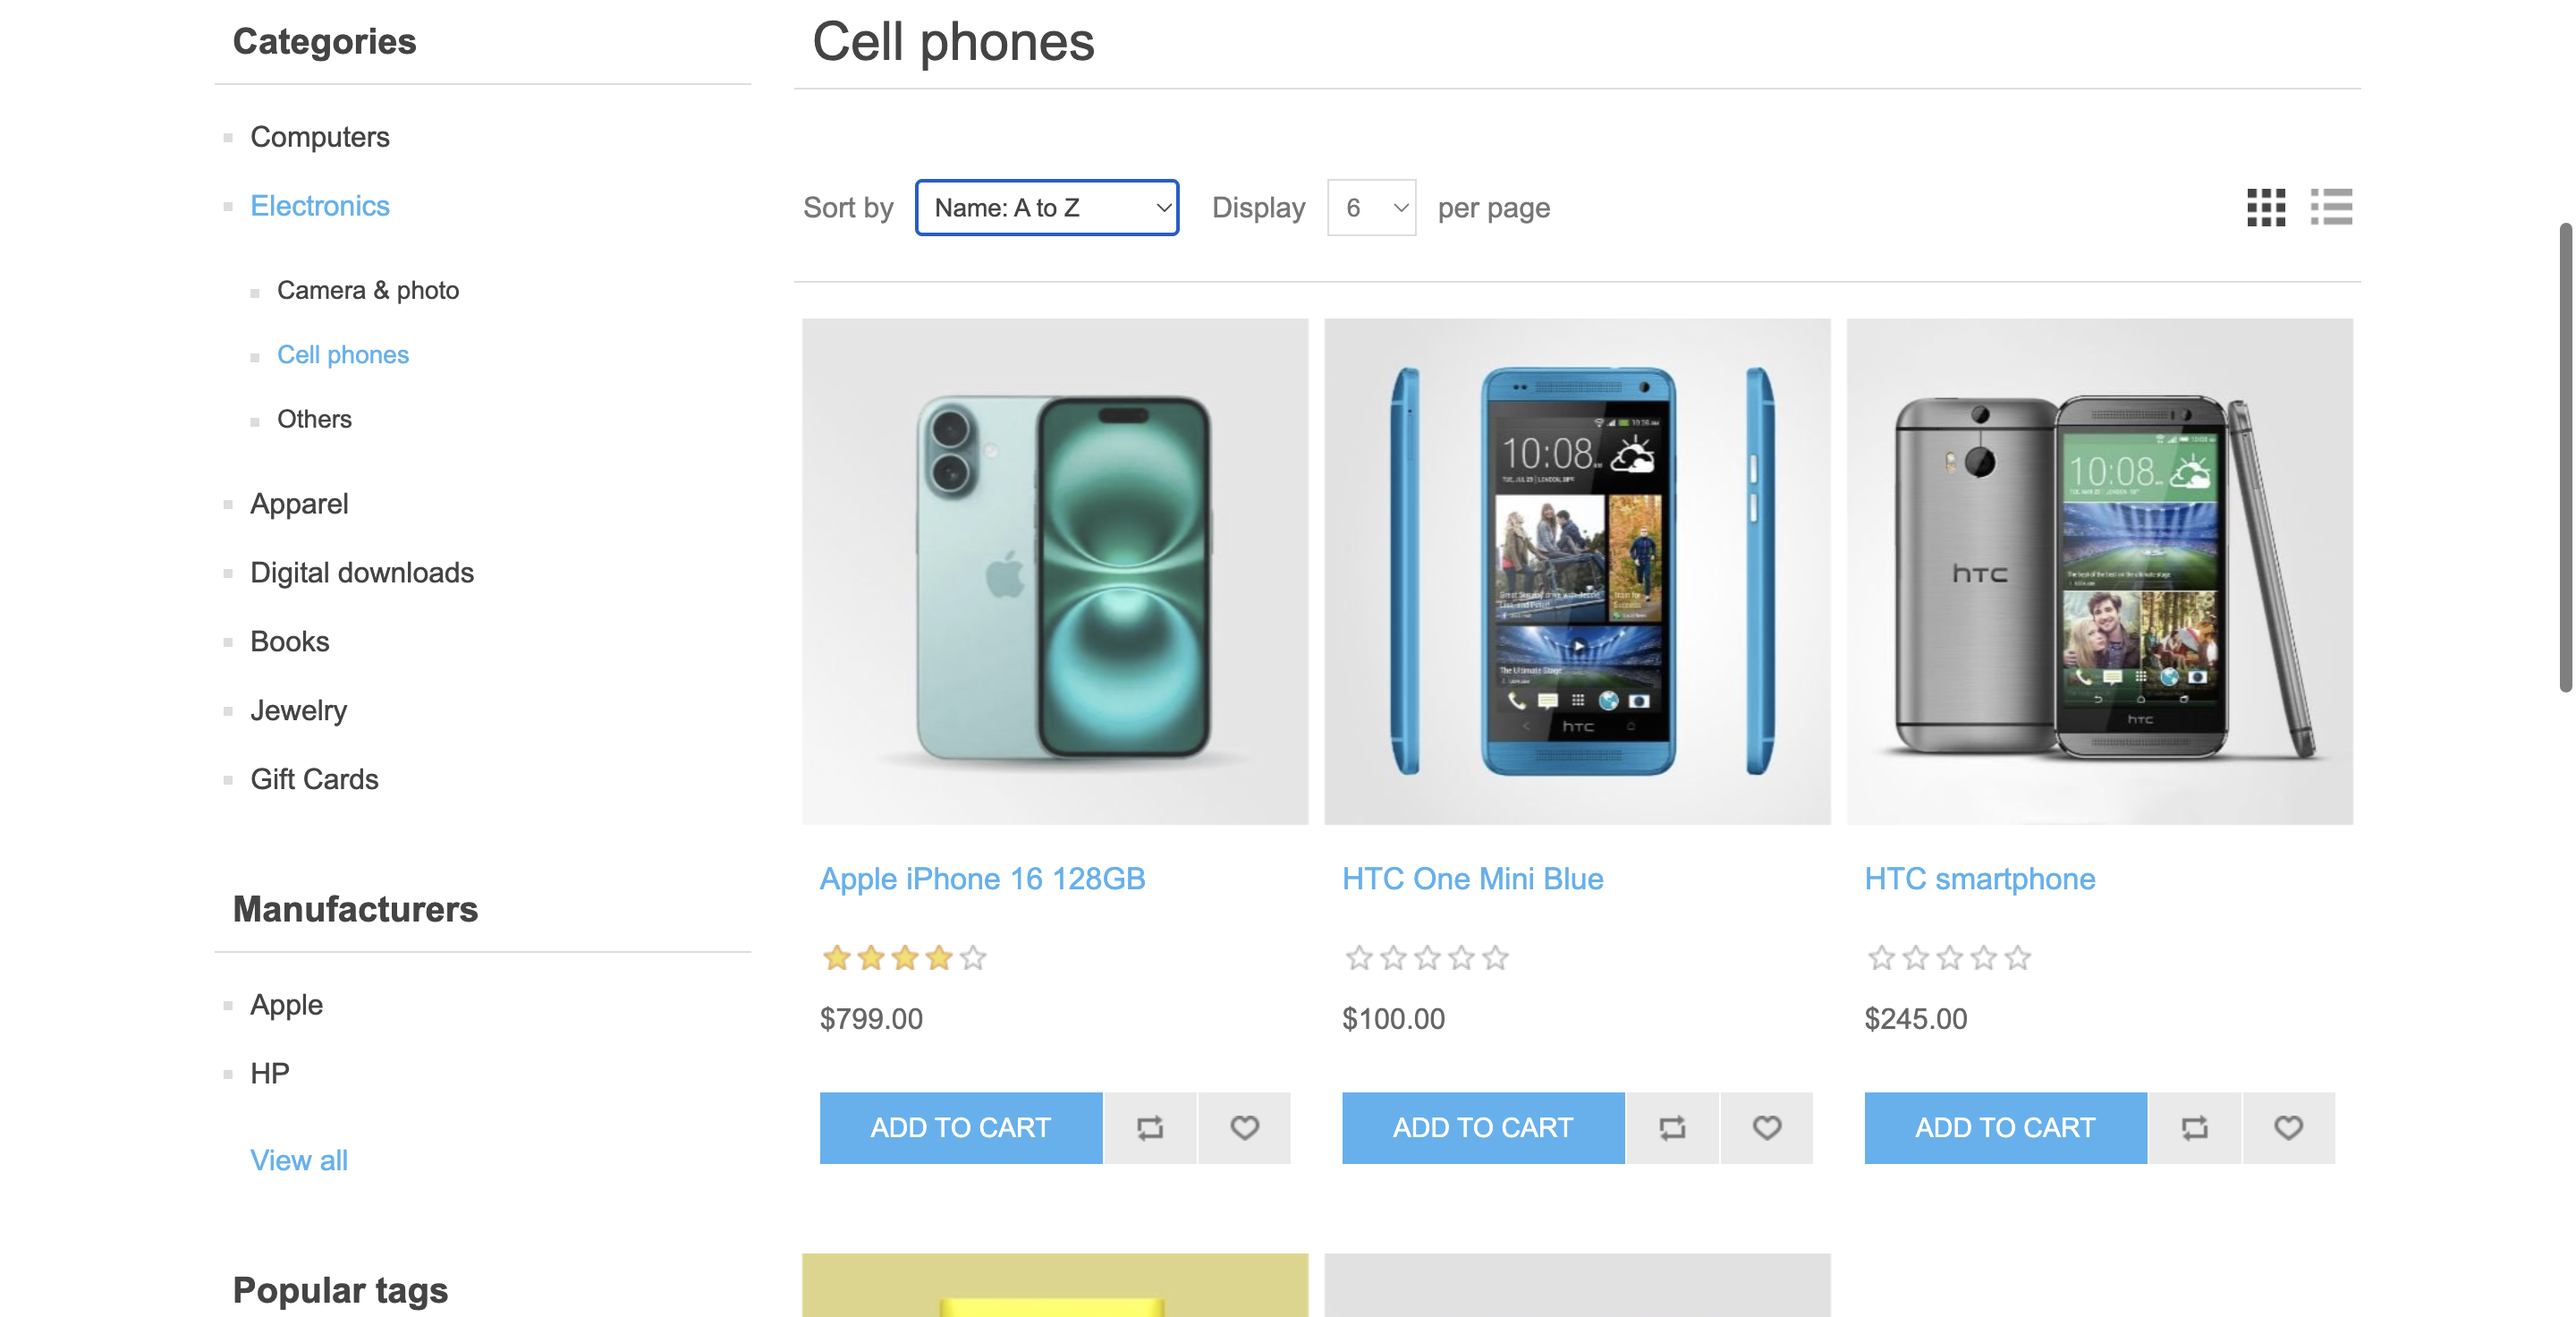 Categories
Computers
Electronics
Camera & photo
Cell phones
Others
Apparel
Digital downloads
Books
Jewelry
Gift Cards
Manufacturers
Apple
HP
View all
Popular tags
Cell phones
Sort by Name: A to Z Display 6 per page
10:08
The Ultimate Stage
hTC
hTC
10:08
hTC
Apple iPhone 16 128GB
$799.00
ADD TO CART
HTC One Mini Blue
$100.00
ADD TO CART
HTC smartphone
$245.00
ADD TO CART